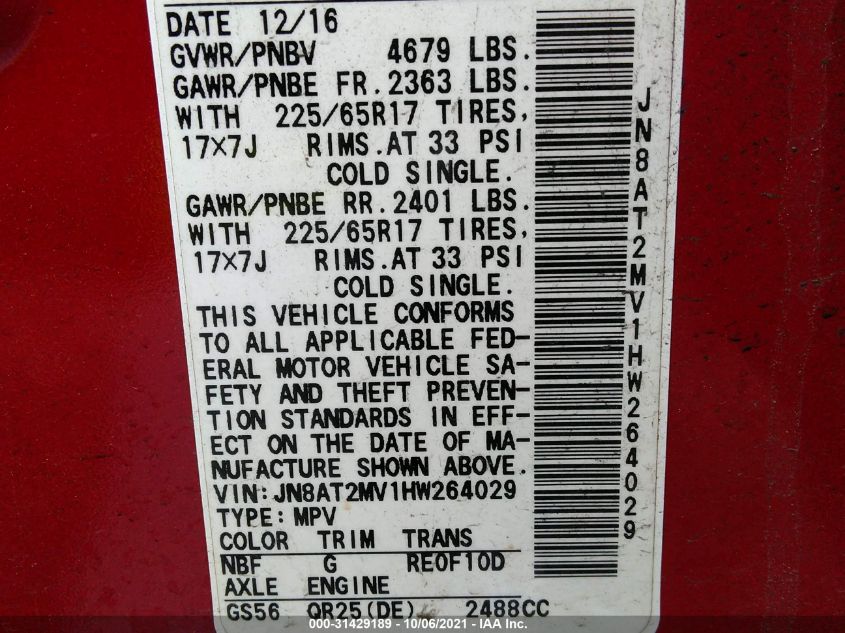 DATE 12/16
GVWR/PNBV 4679 LBS.
GAWR/PNBE FR.2363 LBS.
WITH 225/65R17 TIRES,
17×7J RIMS.AT 33 PSI
COLD SINGLE.
GAWR/PNBE RR.2401 LBS.
WITH 225/65R17 TIRES,
17×7J RIMS.AT 33 PSI
COLD SINGLE.
THIS VEHICLE CONFORMS
TO ALL APPLICABLE FED-
ERAL MOTOR VEHICLE SA-
FETY AND THEFT PREVEN-
TION STANDARDS IN EFF-
ECT ON THE DATE OF MA-
NUFACTURE SHOWN ABOVE.
VIN:JN8AT2MV1HW264029
TYPE:MPV
COLOR TRIM TRANS
NBF G RE0F10D
AXLE ENGINE
GS56 QR25(DE) 2488CC
JN8AT2MV1HW264029
000-31429189 - 10/06/2021 - IAA Inc.